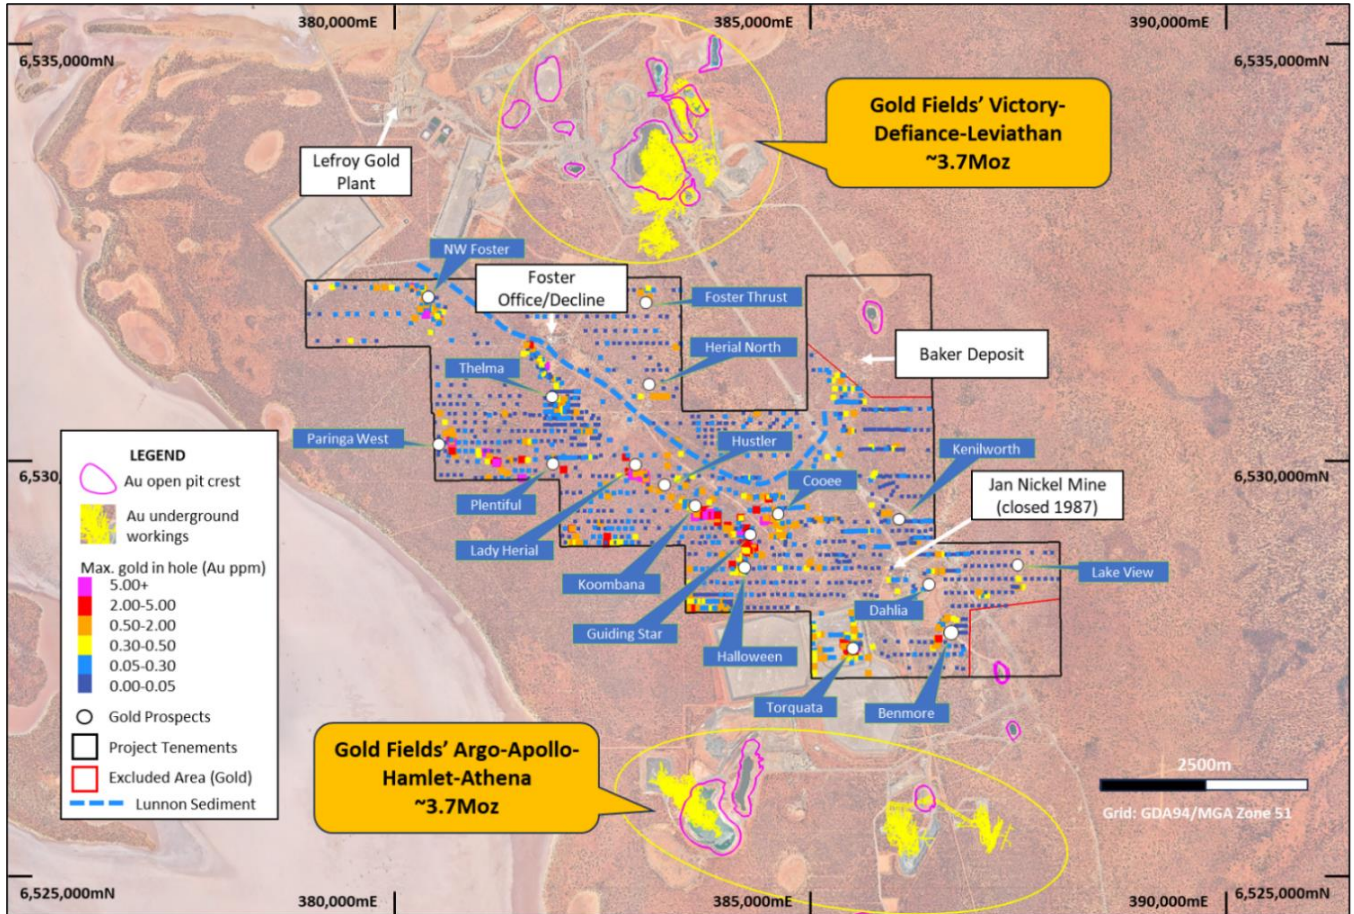 380,000mE
385,000mE
390,000mE
6,535,000mN
6,535,000mN
Gold Fields' Victory-
Defiance-Leviathan
~3.7Moz
Lefroy Gold
Plant
NW Foster
Foster
Office/Decline
Foster Thrust
Herial North
Baker Deposit
Thelma
Paringa West
Hustler
Kenilworth
Cooee
Jan Nickel Mine
(closed 1987)
Plentiful
Lady Herial
Koombana
Guiding Star
Halloween
Dahlia
Lake View
Torquata
Benmore
6,530,
6,530,000mN
LEGEND
Au open pit crest
Au underground
workings
Max. gold in hole (Au ppm)
5.00+
2.00-5.00
0.50-2.00
0.30-0.50
0.05-0.30
0.00-0.05
Gold Prospects
Project Tenements
Excluded Area (Gold)
Lunnon Sediment
Gold Fields' Argo-Apollo-
Hamlet-Athena
~3.7Moz
2500m
Grid: GDA94/MGA Zone 51
6,525,000mN
6,525,000mN
380,000mE
385,000mE
390,000mE